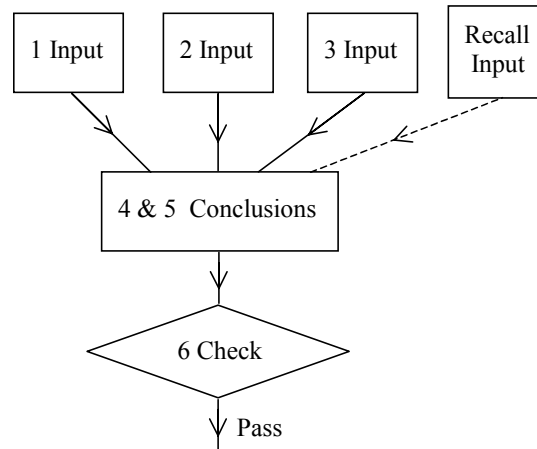 1 Input
2 Input
3 Input
Recall
Input
4 & 5 Conclusions
6 Check
Pass